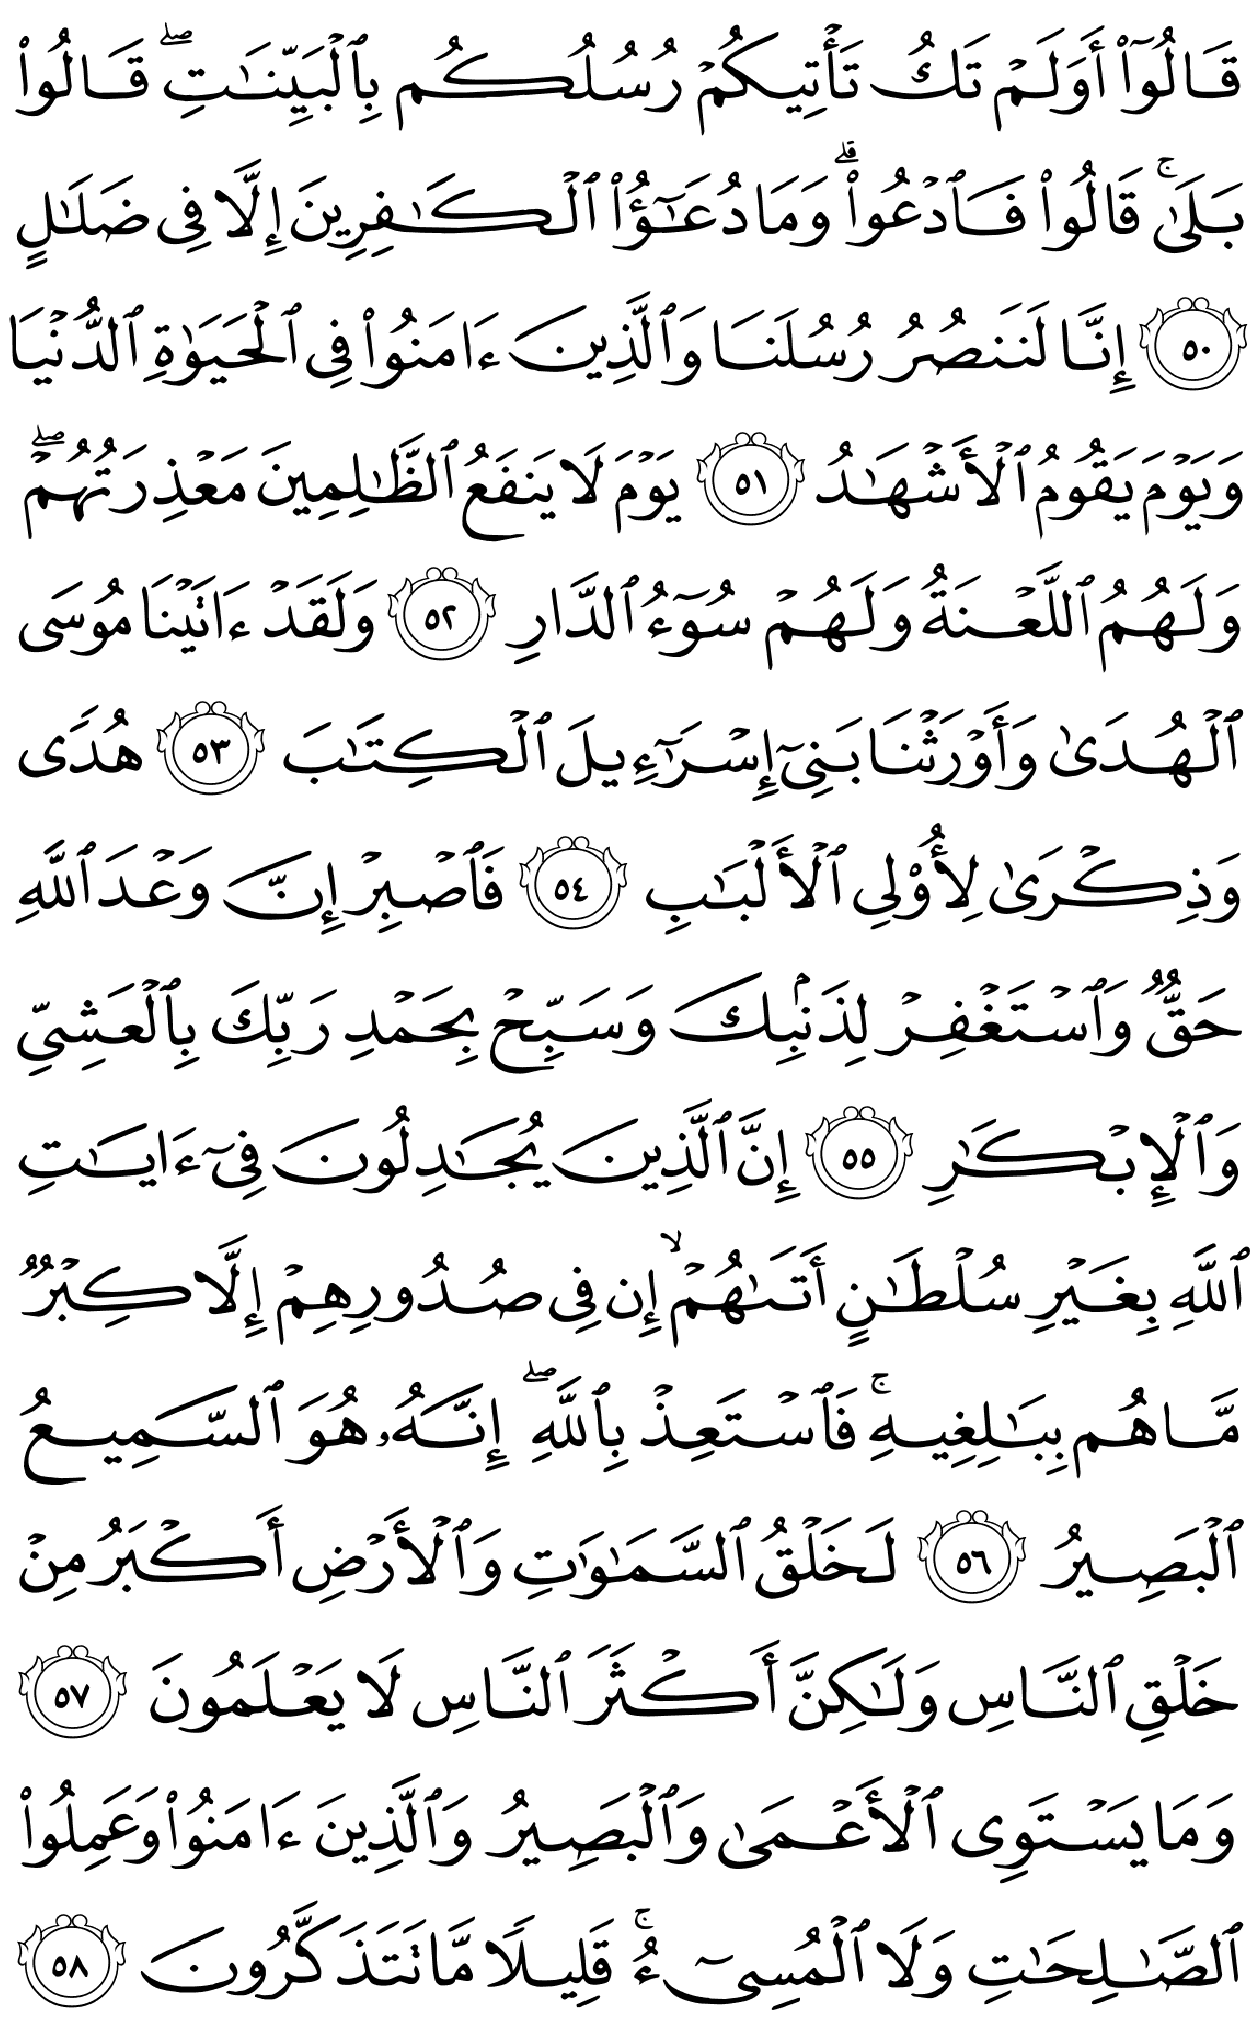 قَالُوٓا۟ أَوَلَمۡ تَكُ تَأۡتِيكُمۡ رُسُلُكُم بِٱلۡبَيِّنَـٰتِۖ قَالُوا۟
بَلَىٰۚ قَالُوا۟ فَٱدۡعُوا۟ۗ وَمَا دُعَـٰٓؤُا۟ ٱلۡكَـٰفِرِينَ إِلَّا فِى ضَلَـٰلٍ
٥٠ إِنَّا لَنَنصُرُ رُسُلَنَا وَٱلَّذِينَ ءَامَنُوا۟ فِى ٱلۡحَيَوٰةِ ٱلدُّنۡيَا
وَيَوۡمَ يَقُومُ ٱلۡأَشۡهَـٰدُ ٥١ يَوۡمَ لَا يَنفَعُ ٱلظَّـٰلِمِينَ مَعۡذِرَتُهُمۡۖ
وَلَهُمُ ٱللَّعۡنَةُ وَلَهُمۡ سُوٓءُ ٱلدَّارِ ٥٢ وَلَقَدۡ ءَاتَيۡنَا مُوسَى
ٱلۡهُدَىٰ وَأَوۡرَثۡنَا بَنِىٓ إِسۡرَٰٓءِيلَ ٱلۡكِتَـٰبَ ٥٣ هُدًى
وَذِكۡرَىٰ لِأُو۟لِى ٱلۡأَلۡبَـٰبِ ٥٤ فَٱصۡبِرۡ إِنَّ وَعۡدَ ٱللَّهِ
حَقٌّ وَٱسۡتَغۡفِرۡ لِذَنۢبِكَ وَسَبِّحۡ بِحَمۡدِ رَبِّكَ بِٱلۡعَشِىِّ
وَٱلۡإِبۡكَـٰرِ ٥٥ إِنَّ ٱلَّذِينَ يُجَـٰدِلُونَ فِىٓ ءَايَـٰتِ
ٱللَّهِ بِغَيۡرِ سُلۡطَـٰنٍ أَتَىٰهُمۡۙ إِن فِى صُدُورِهِمۡ إِلَّا كِبۡرٌ
مَّا هُم بِبَـٰلِغِيهِۚ فَٱسۡتَعِذۡ بِٱللَّهِۖ إِنَّهُۥ هُوَ ٱلسَّمِيعُ
ٱلۡبَصِيرُ ٥٦ لَخَلۡقُ ٱلسَّمَـٰوَٰتِ وَٱلۡأَرۡضِ أَكۡبَرُ مِنۡ
خَلۡقِ ٱلنَّاسِ وَلَـٰكِنَّ أَكۡثَرَ ٱلنَّاسِ لَا يَعۡلَمُونَ ٥٧
وَمَا يَسۡتَوِى ٱلۡأَعۡمَىٰ وَٱلۡبَصِيرُ وَٱلَّذِينَ ءَامَنُوا۟ وَعَمِلُوا۟
ٱلصَّـٰلِحَـٰتِ وَلَا ٱلۡمُسِىٓءُۚ قَلِيلًا مَّا تَتَذَكَّرُونَ ٥٨